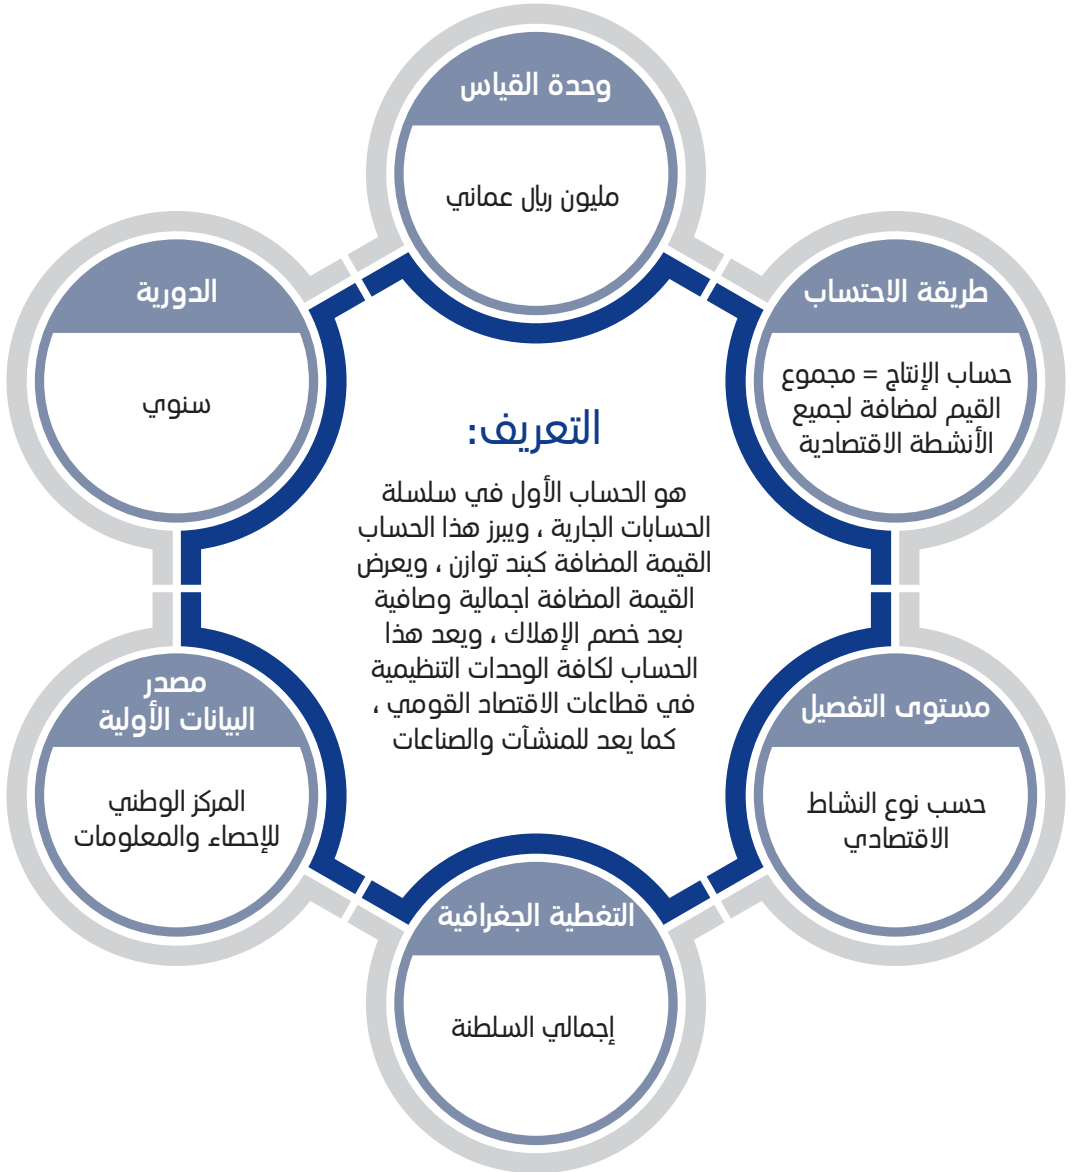 وحدة القياس
مليون ريال عماني
طريقة الاحتساب
حساب الإنتاج = مجموع
القيم لمضافة لجميع
الأنشطة الاقتصادية
الدورية
سنوي
التعريف:
هو الحساب الأول في سلسلة
الحسابات الجارية ، ويبرز هذا الحساب
القيمة المضافة كبند توازن ، ويعرض
القيمة المضافة اجمالية وصافية
بعد خصم الإهلاك ، ويعد هذا
الحساب لكافة الوحدات التنظيمية
في قطاعات الاقتصاد القومي ،
كما يعد للمنشآت والصناعات
مستوى التفصيل
حسب نوع النشاط
الاقتصادي
مصدر
البيانات الأولية
المركز الوطني
للإحصاء والمعلومات
التغطية الجغرافية
إجمالي السلطنة